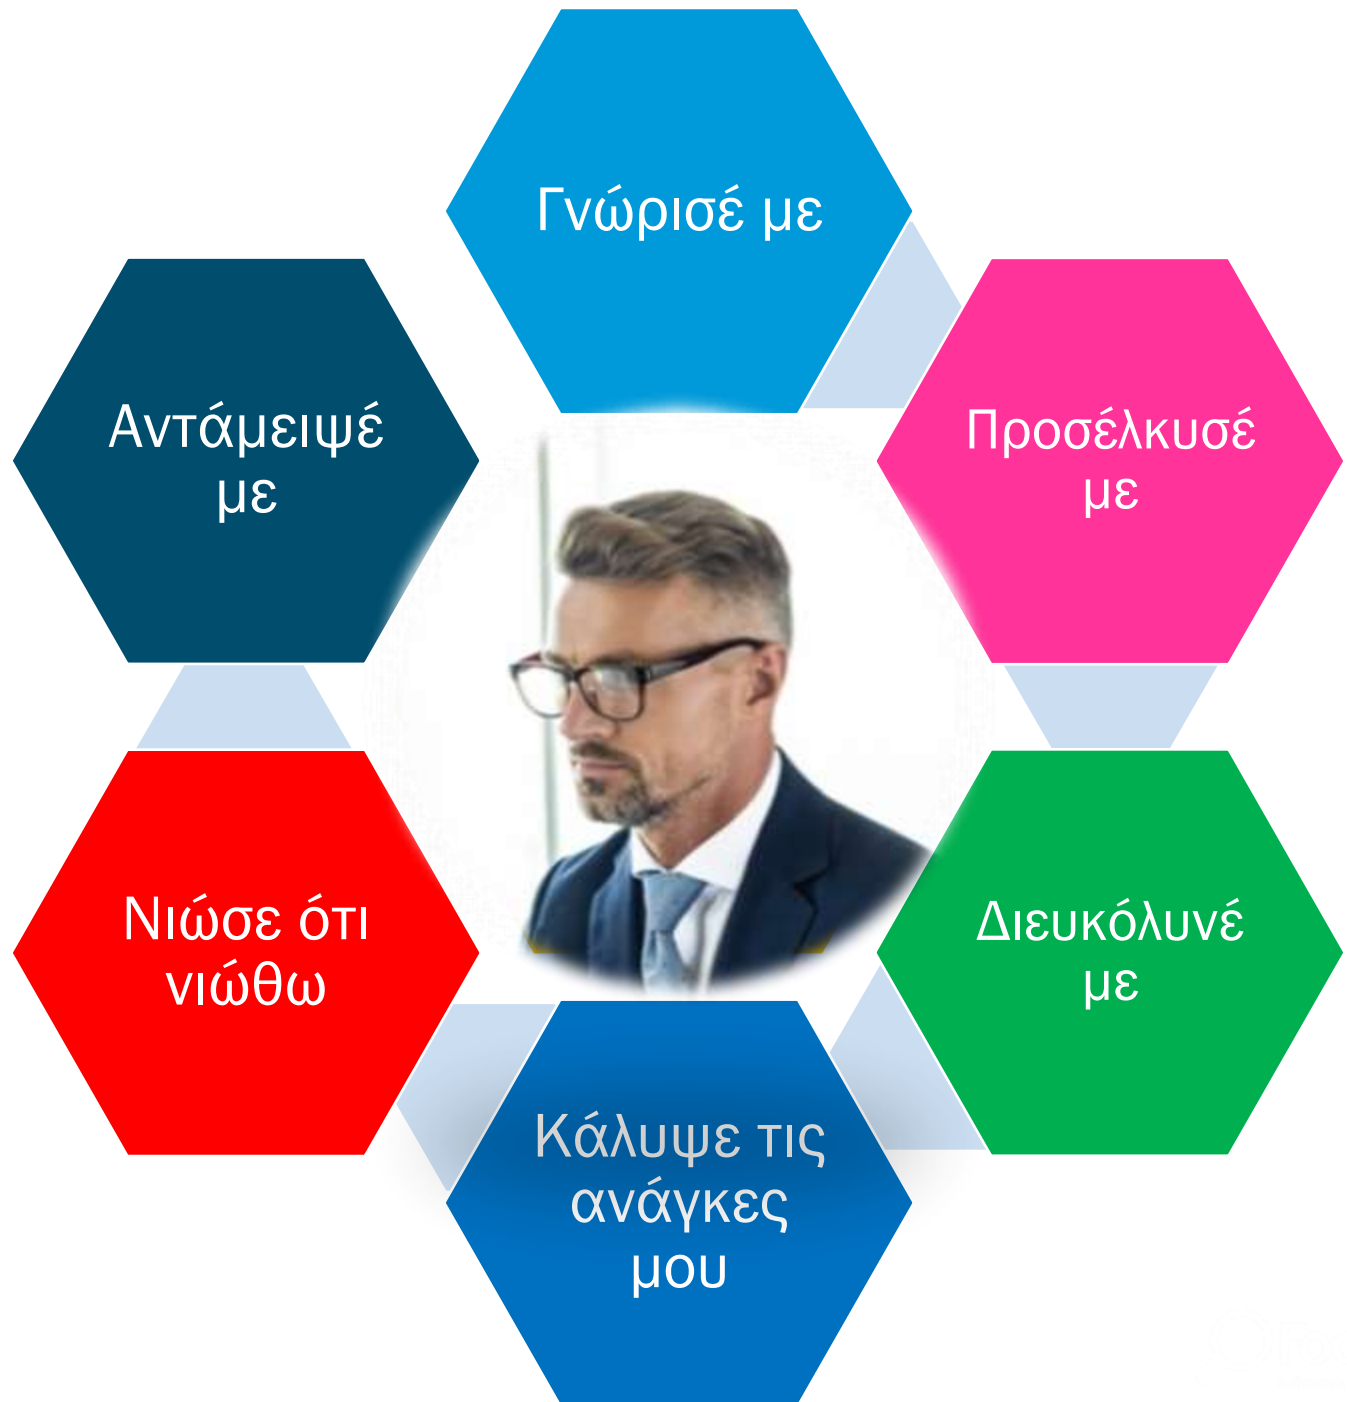 Γνώρισέ με
Προσέλκυσέ
με
Διευκόλυνέ
με
Κάλυψε τις
ανάγκες
μου
Νιώσε ότι
νιώθω
Αντάμειψέ
με